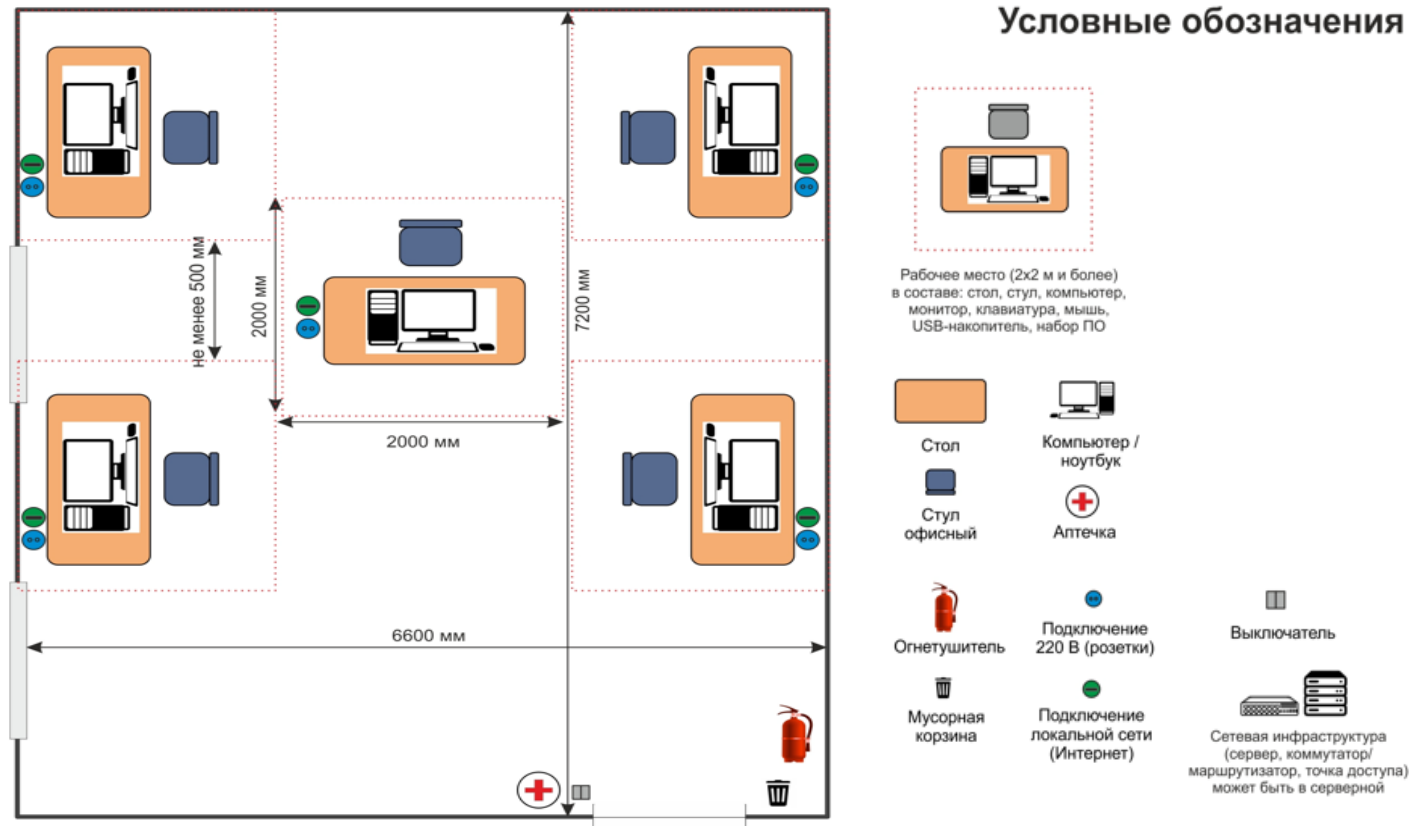 Условные обозначения
не менее 500 мм
2000 мм
7200 мм
2000 мм
6600 мм
Рабочее место (2х2 м и более)
в составе: стол, стул, компьютер,
монитор, клавиатура, мышь,
USB-накопитель, набор ПО
Стол
Компьютер /
ноутбук
Стул
офисный
Аптечка
Огнетушитель
Подключение
220 В (розетки)
Выключатель
Мусорная
корзина
Подключение
локальной сети
(Интернет)
Сетевая инфраструктура
(сервер, коммутатор/
маршрутизатор, точка доступа)
может быть в серверной